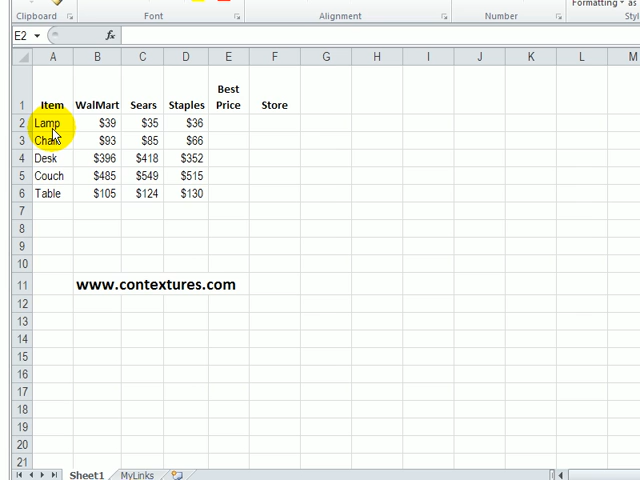 Formatting as
Clipboard Font Alignment Number
E2 fx
A B C D E F G H I J K L M
1 Item WalMart Sears Staples Best Price Store
2 Lamp $39 $35 $36
3 Chair $93 $85 $66
4 Desk $396 $418 $352
5 Couch $485 $549 $515
6 Table $105 $124 $130
7
8
9
10
11 www.contextures.com
12
13
14
15
16
17
18
19
20
21
Sheet1 MyLinks